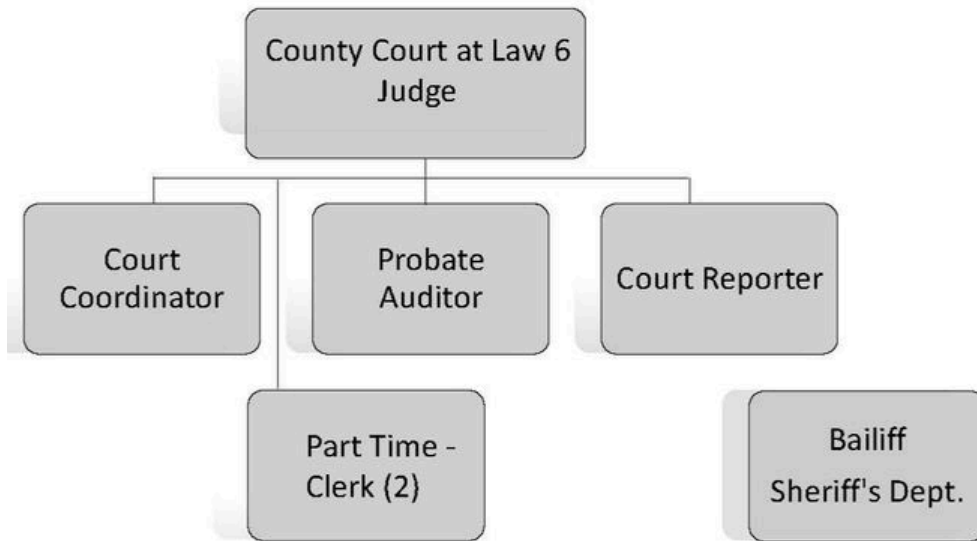 County Court at Law 6
Judge
Court
Coordinator
Probate
Auditor
Court Reporter
Part Time -
Clerk (2)
Bailiff
Sheriff's Dept.